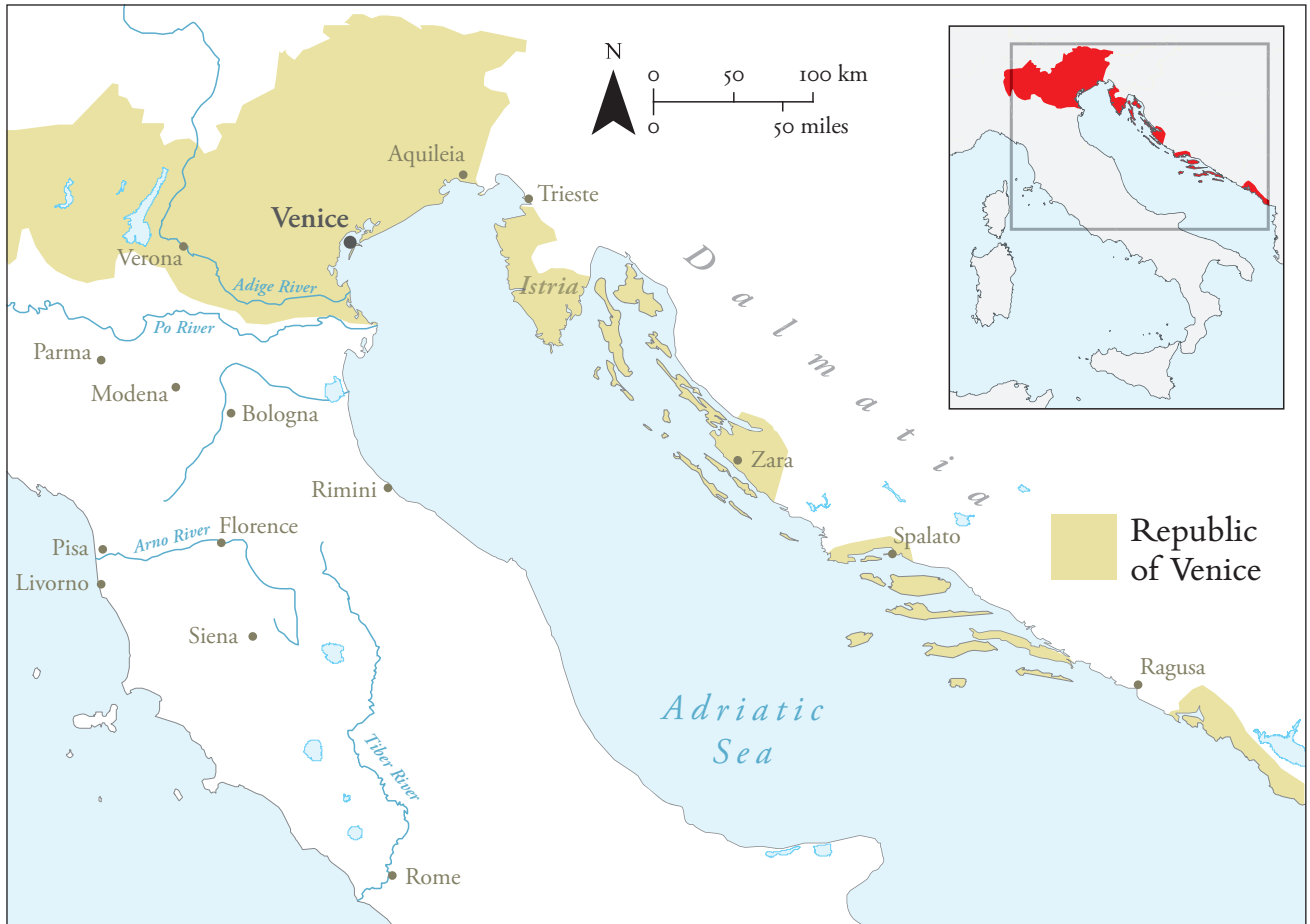 N
0 50 100 km
0 50 miles
Aquileia
Trieste
Venice
Verona
Adige River
Istria
Dalmatia
Po River
Parma
Modena
Bologna
Zara
Rimini
Florence
Arno River
Pisa
Livorno
Spalato
Republic
of Venice
Siena
Ragusa
Adriatic
Sea
Tiber River
Rome